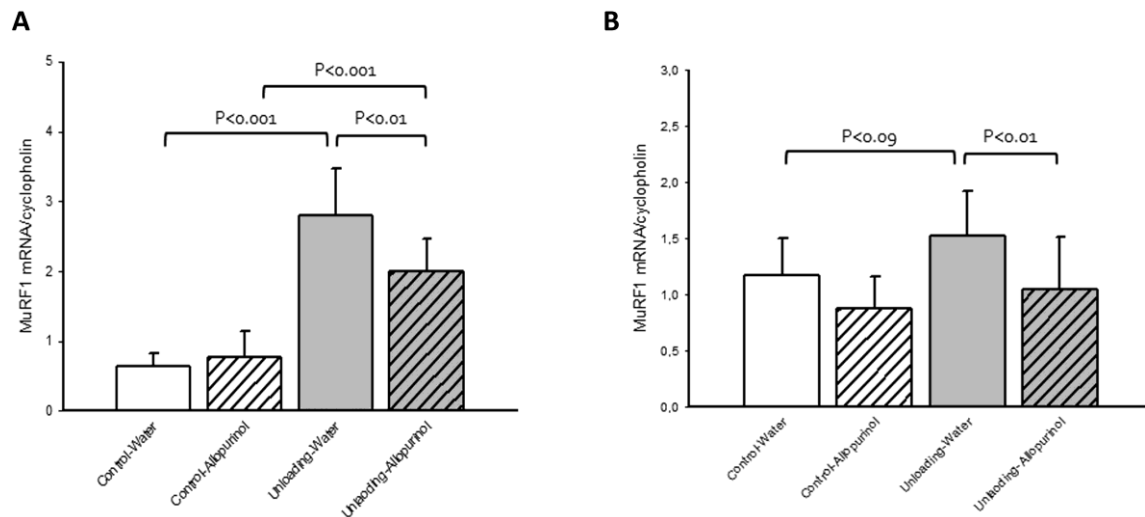 A
MuRF1 mRNA/cyclopholin
5
4
3
2
1
0
P<0.001
P<0.001
P<0.01
Control-Water
Control-Allopurinol
Unloading-Water
Unlaoding-Allopurinol
B
MuRF1 mRNA/cyclopholin
3,0
2,5
2,0
1,5
1,0
0,5
0,0
P<0.09
P<0.01
Control-Water
Control-Allopurinol
Unloading-Water
Unlaoding-Allopurinol